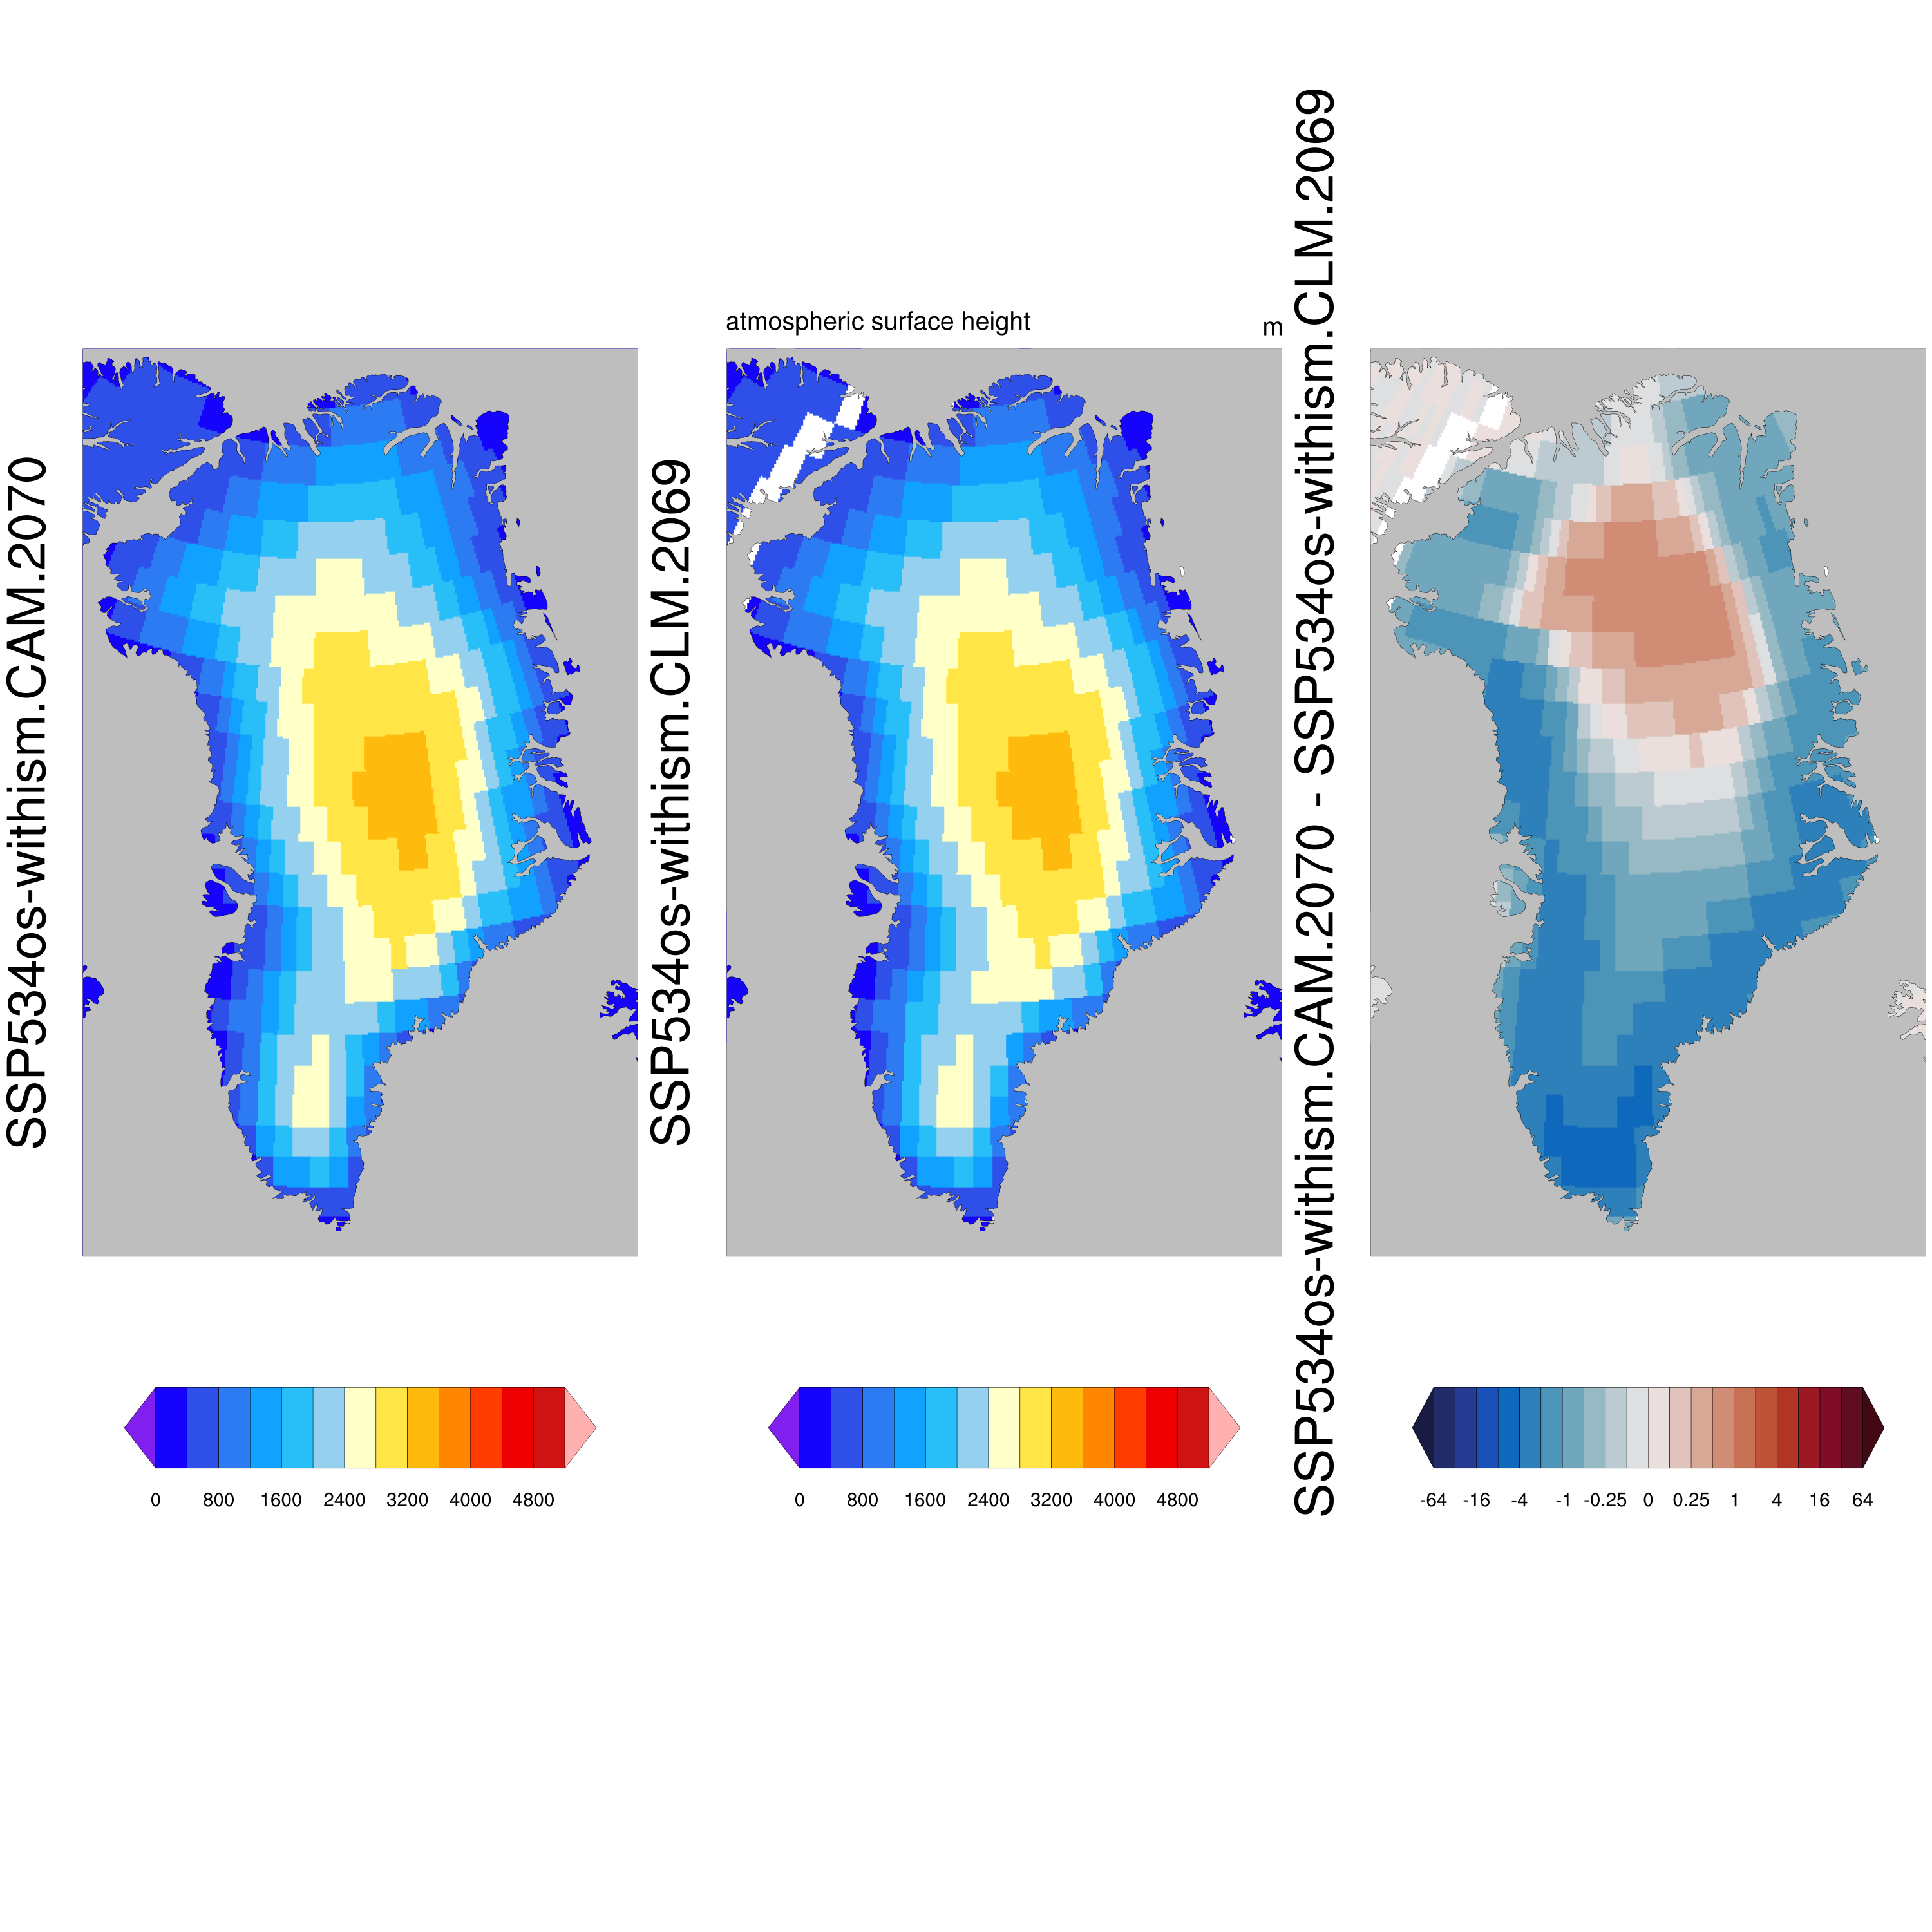 SSP534os-withism.CAM.2070
SSP534os-withism.CLM.2069
atmospheric surface height m
SSP534os-withism.CAM.2070 - SSP534os-withism.CLM.2069
0 800 1600 2400 3200 4000 4800
0 800 1600 2400 3200 4000 4800
-64 -16 -4 -1 -0.25 0 0.25 1 4 16 64